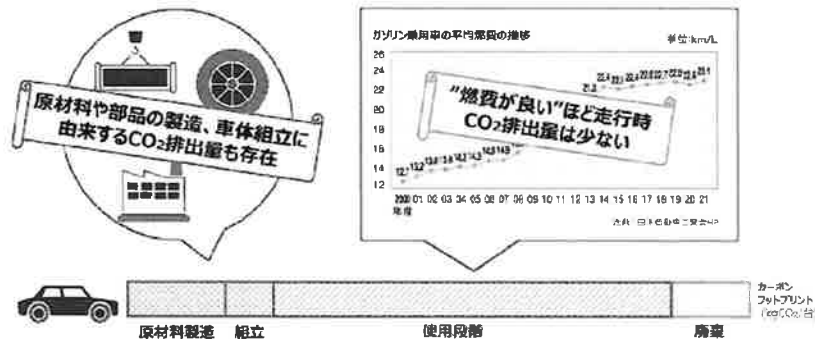 原材料や部品の製造、車体組立に
由来するCO₂排出量も存在
ガソリン乗用車の平均燃費の推移
単位:km/L
"燃費が良い"ほど走行時
CO₂排出量は少ない
26
24
22
20
18
16
14
12
12.1
13.2
2000 01 02 03 04 05 06 07 08 09 10 11 12 13 14 15 16 17 18 19 20 21
年度
原材料製造 組立 使用段階 廃棄
カーボン
フットプリント